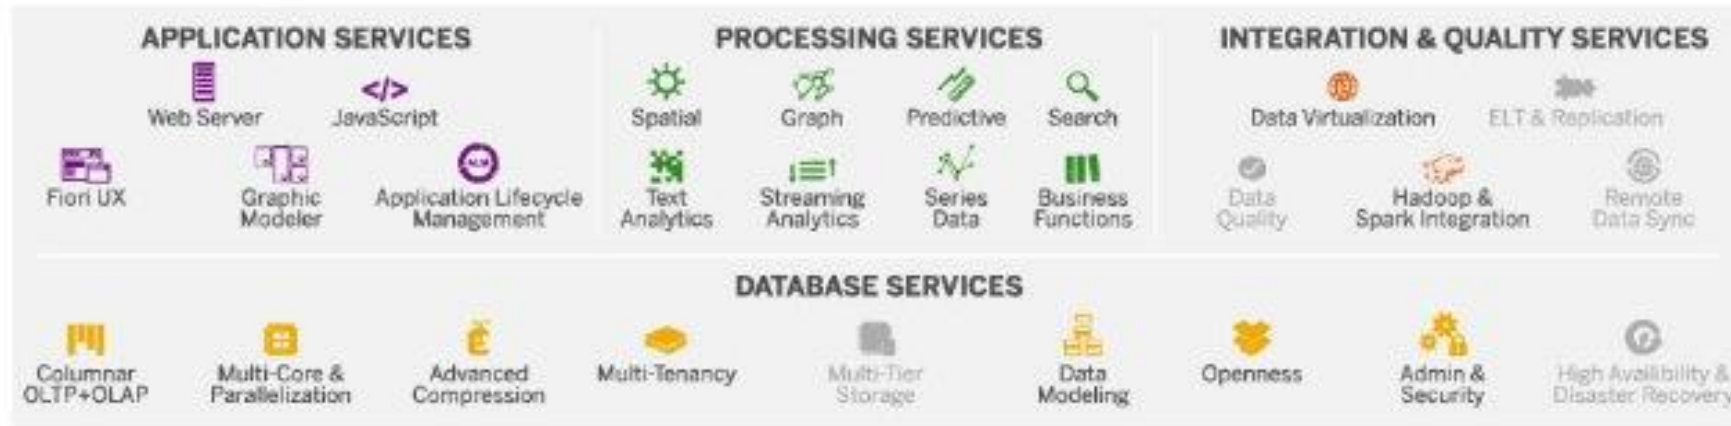 APPLICATION SERVICES
Web Server
JavaScript
Fiori UX
Graphic
Modeler
ALM
Application Lifecycle
Management
PROCESSING SERVICES
Spatial
Graph
Predictive
Search
Text
Analytics
Streaming
Analytics
Series
Data
Business
Functions
INTEGRATION & QUALITY SERVICES
Data Virtualization
ELT & Replication
Data
Quality
Hadoop &
Spark Integration
Remote
Data Sync
DATABASE SERVICES
Columnar
OLTP+OLAP
Multi-Core &
Parallelization
Advanced
Compression
Multi-Tenancy
Multi-Tier
Storage
Data
Modeling
Openness
Admin &
Security
High Availibility &
Disaster Recovery